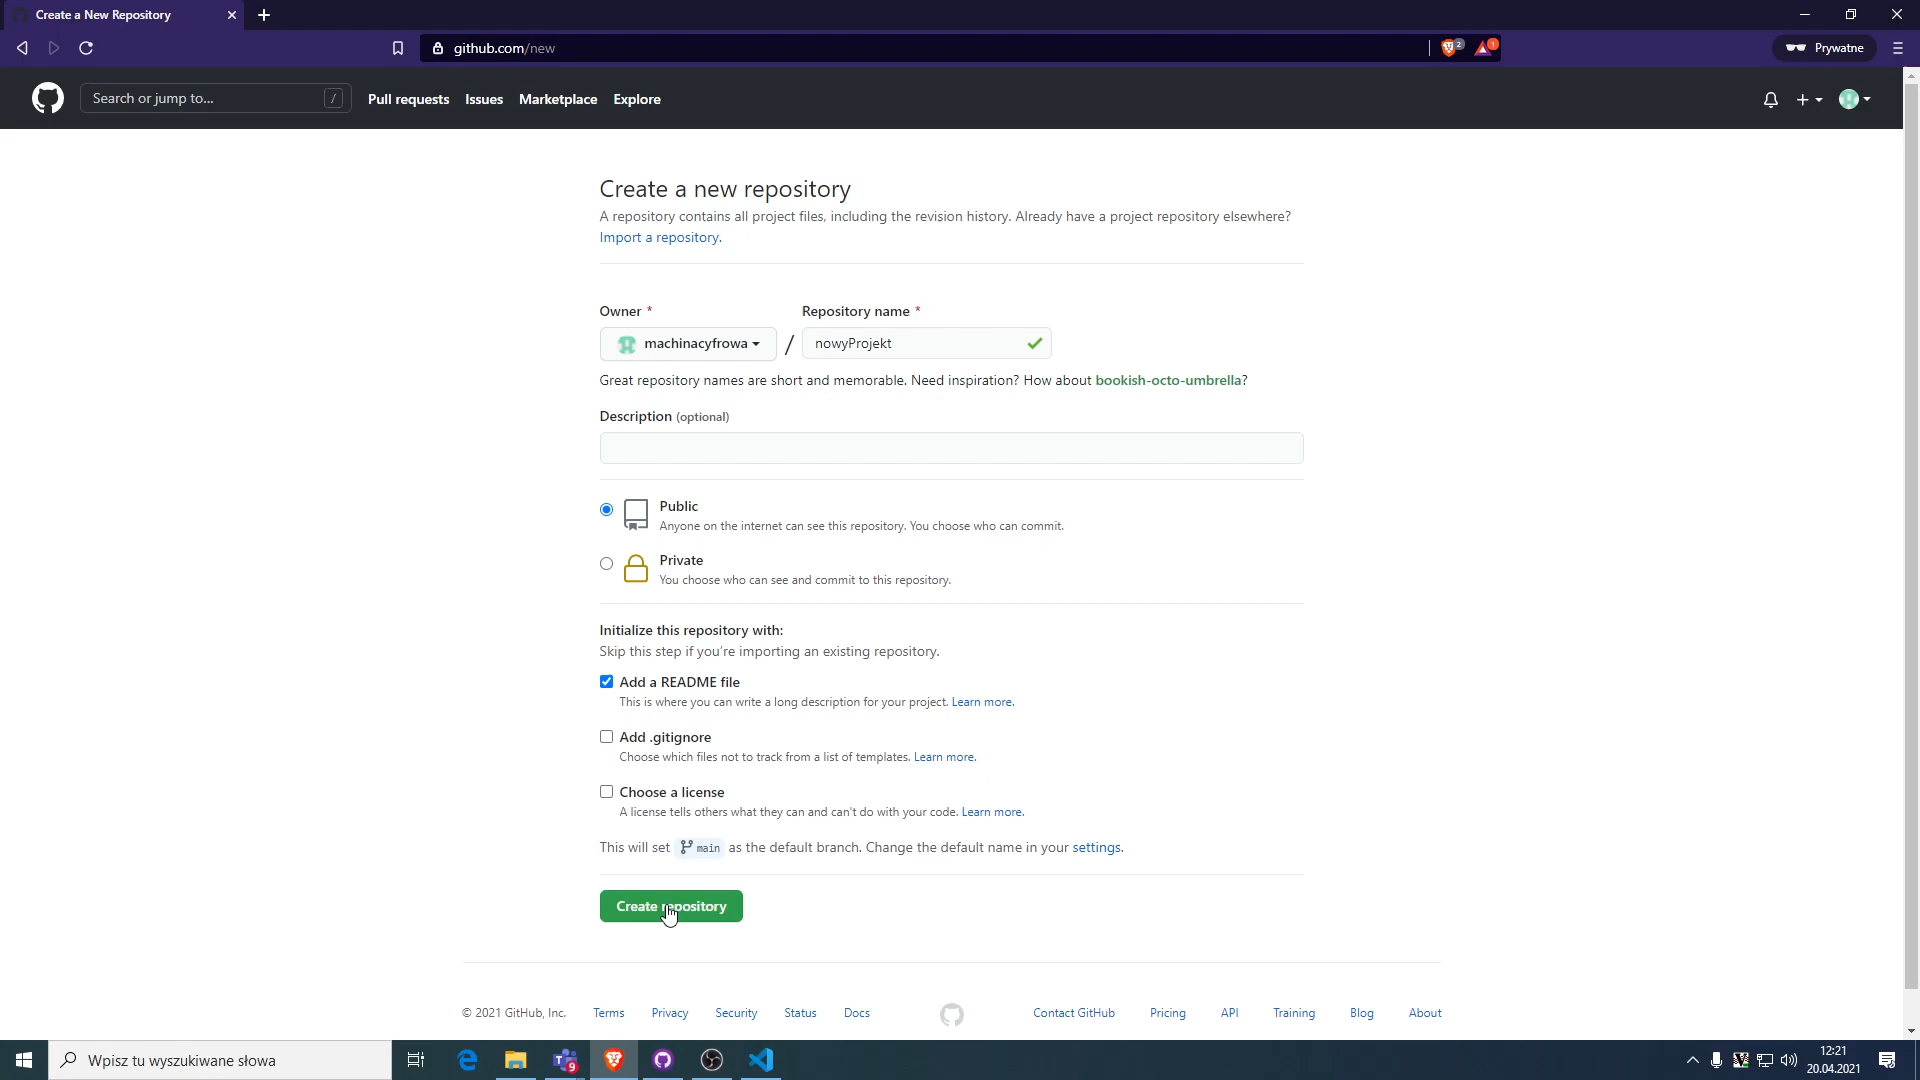 Create a New Repository
github.com/new
2
1
Prywatne
Search or jump to...
/
Pull requests Issues Marketplace Explore
Create a new repository
A repository contains all project files, including the revision history. Already have a project repository elsewhere?
Import a repository.
Owner * Repository name *
machinacyfrowa / nowyProjekt
Great repository names are short and memorable. Need inspiration? How about bookish-octo-umbrella?
Description (optional)
Public
Anyone on the internet can see this repository. You choose who can commit.
Private
You choose who can see and commit to this repository.
Initialize this repository with:
Skip this step if you're importing an existing repository.
Add a README file
This is where you can write a long description for your project. Learn more.
Add .gitignore
Choose which files not to track from a list of templates. Learn more.
Choose a license
A license tells others what they can and can't do with your code. Learn more.
This will set main as the default branch. Change the default name in your settings.
Create repository
© 2021 GitHub, Inc. Terms Privacy Security Status Docs Contact GitHub Pricing API Training Blog About
Wpisz tu wyszukiwane słowa
9
12:21
20.04.2021